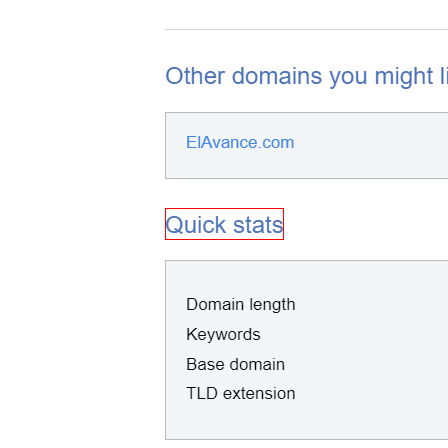 Other domains you might
ElAvance.com
Quick stats
Domain length
Keywords
Base domain
TLD extension